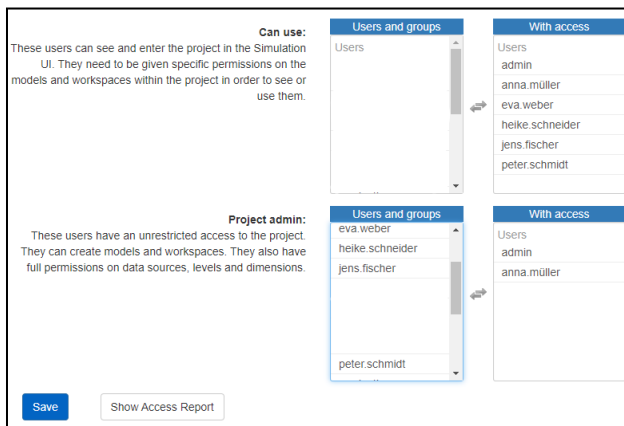 Can use:
These users can see and enter the project in the Simulation
UI. They need to be given specific permissions on the
models and workspaces within the project in order to see or
use them.
Users and groups
Users
With access
Users
admin
anna.müller
eva.weber
heike.schneider
jens.fischer
peter.schmidt
Project admin:
These users have an unrestricted access to the project.
They can create models and workspaces. They also have
full permissions on data sources, levels and dimensions.
Users and groups
eva.weber
heike.schneider
jens.fischer
peter.schmidt
With access
Users
admin
anna.müller
Save
Show Access Report